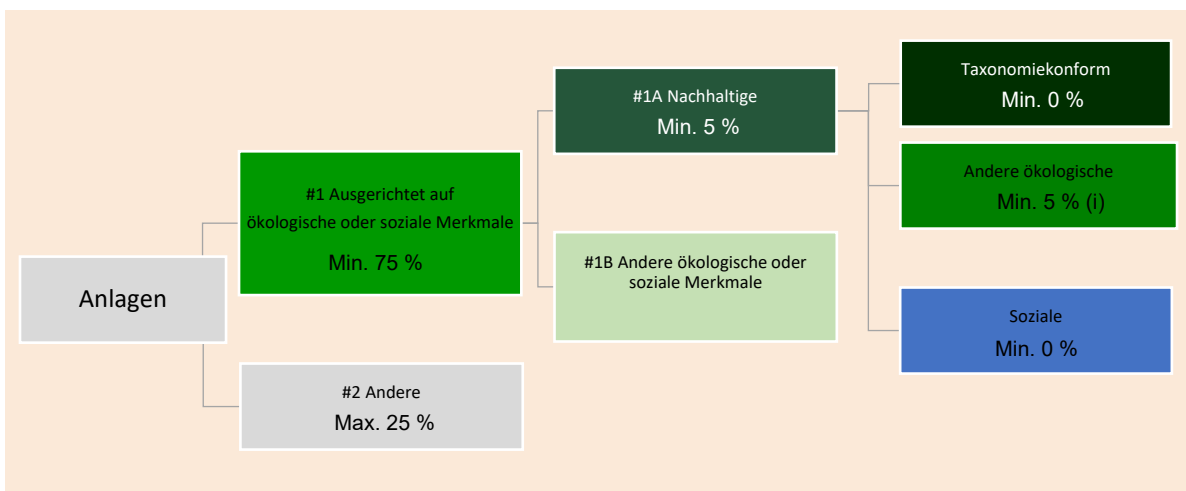 Anlagen
#1 Ausgerichtet auf
ökologische oder soziale Merkmale
Min. 75 %
#2 Andere
Max. 25 %
#1A Nachhaltige
Min. 5 %
#1B Andere ökologische oder
soziale Merkmale
Taxonomiekonform
Min. 0 %
Andere ökologische
Min. 5 % (i)
Soziale
Min. 0 %